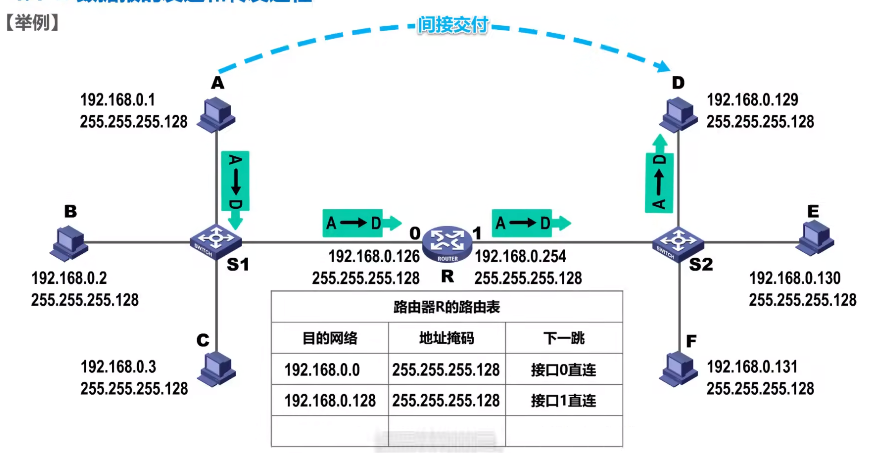 【举例】
间接交付
A
192.168.0.1
255.255.255.128
D
192.168.0.129
255.255.255.128
A → D
A → D
B
192.168.0.2
255.255.255.128
S1
SWITCH
A → D
0
192.168.0.126
255.255.255.128
ROUTER
R
1
A → D
192.168.0.254
255.255.255.128
S2
SWITCH
E
192.168.0.130
255.255.255.128
C
192.168.0.3
255.255.255.128
F
192.168.0.131
255.255.255.128
路由器R的路由表
目的网络 地址掩码 下一跳
192.168.0.0 255.255.255.128 接口0直连
192.168.0.128 255.255.255.128 接口1直连